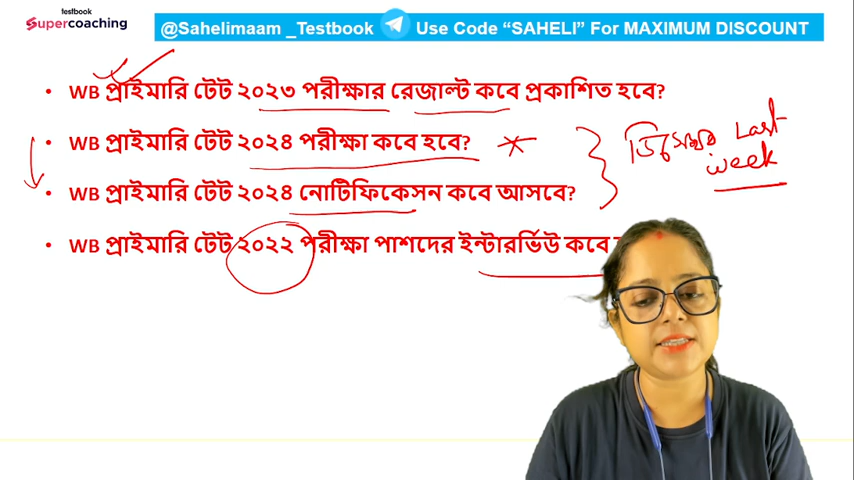 testbook
Supercoaching
@Sahelimaam _Testbook Use Code “SAHELI” For MAXIMUM DISCOUNT
• WB প্রাইমারি টেট ২০২৩ পরীক্ষার রেজাল্ট কবে প্রকাশিত হবে?
• WB প্রাইমারি টেট ২০২৪ পরীক্ষা কবে হবে?
• WB প্রাইমারি টেট ২০২৪ নোটিফিকেসন কবে আসবে?
ডিসেম্বর Last
week
• WB প্রাইমারি টেট ২০২২ পরীক্ষা পাশদের ইন্টারর্ভিউ কবে